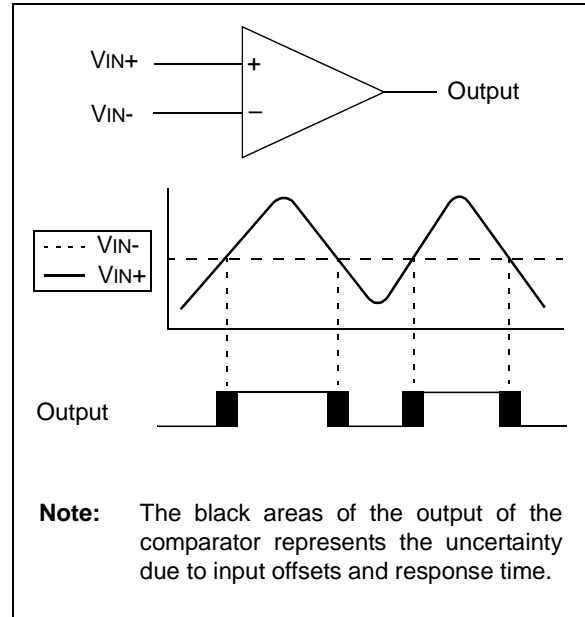 VIN+
+
Output
VIN-
–
VIN-
VIN+
Output
Note: The black areas of the output of the
comparator represents the uncertainty
due to input offsets and response time.